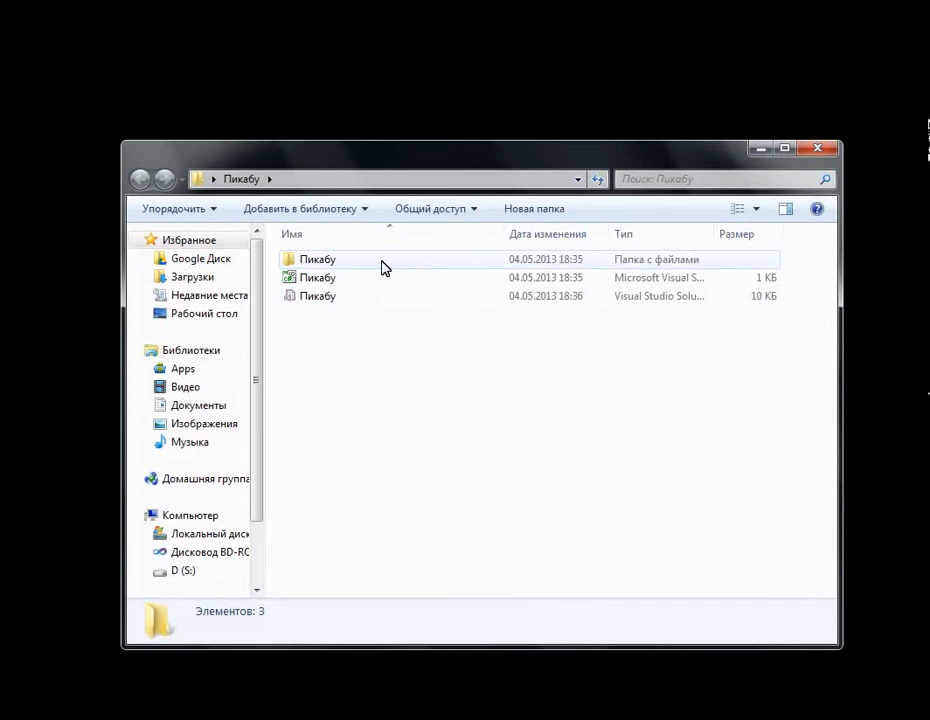 Пикабу
Поиск: Пикабу
Упорядочить
Добавить в библиотеку
Общий доступ
Новая папка
Избранное
Google Диск
Загрузки
Недавние места
Рабочий стол
Библиотеки
Apps
Видео
Документы
Изображения
Музыка
Домашняя группа
Компьютер
Локальный диск
Дисковод BD-RO
D (S:)
Имя Дата изменения Тип Размер
Пикабу 04.05.2013 18:35 Папка с файлами
Пикабу 04.05.2013 18:35 Microsoft Visual S... 1 КБ
Пикабу 04.05.2013 18:36 Visual Studio Solu... 10 КБ
Элементов: 3